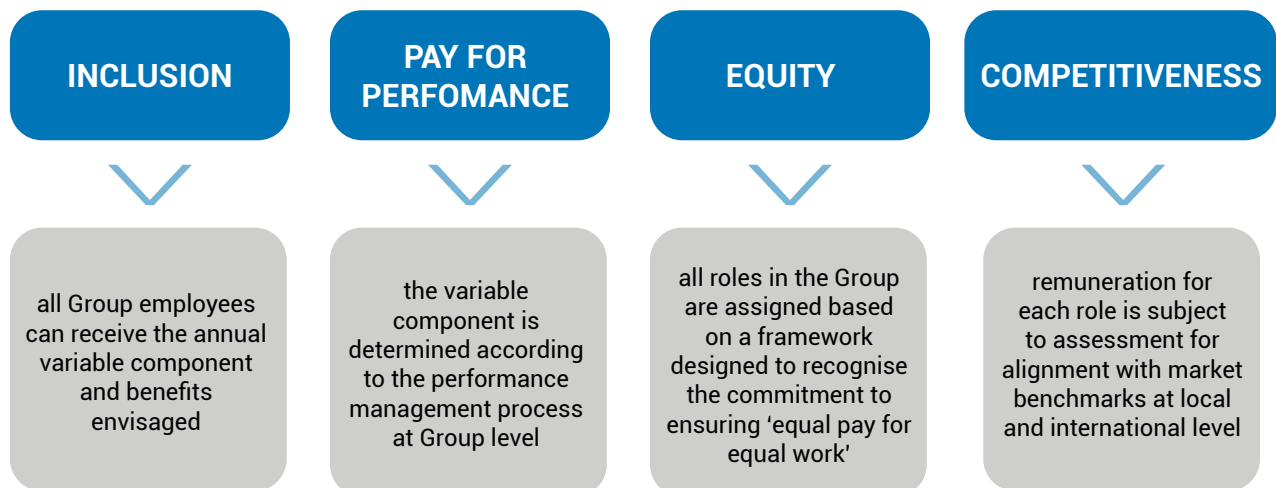 INCLUSION
PAY FOR
PERFOMANCE
EQUITY
COMPETITIVENESS
all Group employees
can receive the annual
variable component
and benefits
envisaged
the variable
component is
determined according
to the performance
management process
at Group level
all roles in the Group
are assigned based
on a framework
designed to recognise
the commitment to
ensuring ‘equal pay for
equal work’
remuneration for
each role is subject
to assessment for
alignment with market
benchmarks at local
and international level